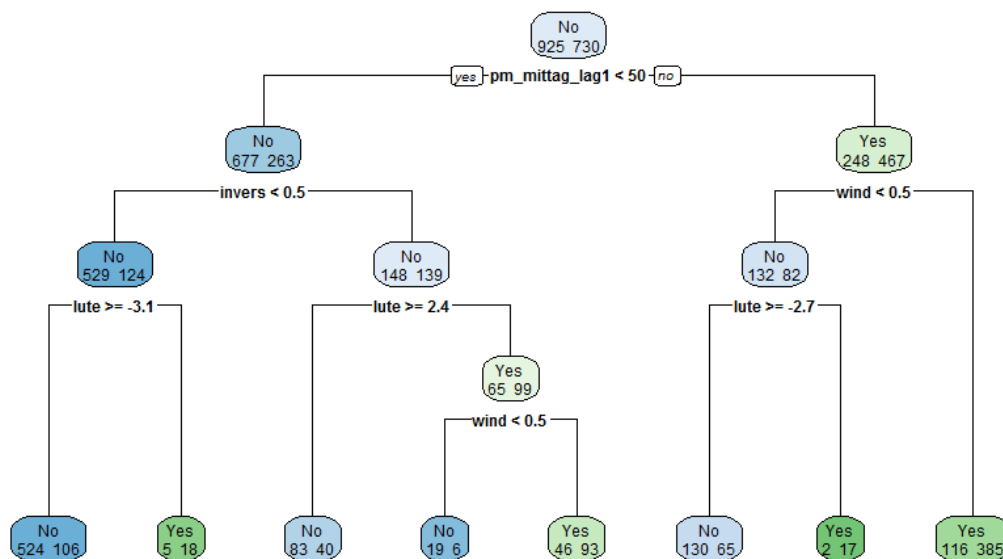 No
925 730
yes pm_mittag_lag1 < 50 no
No
677 263
Yes
248 467
invers < 0.5
wind < 0.5
No
529 124
No
148 139
No
132 82
lute >= -3.1
lute >= 2.4
lute >= -2.7
Yes
65 99
wind < 0.5
No
524 106
Yes
5 18
No
83 40
No
19 6
Yes
46 93
No
130 65
Yes
2 17
Yes
116 385